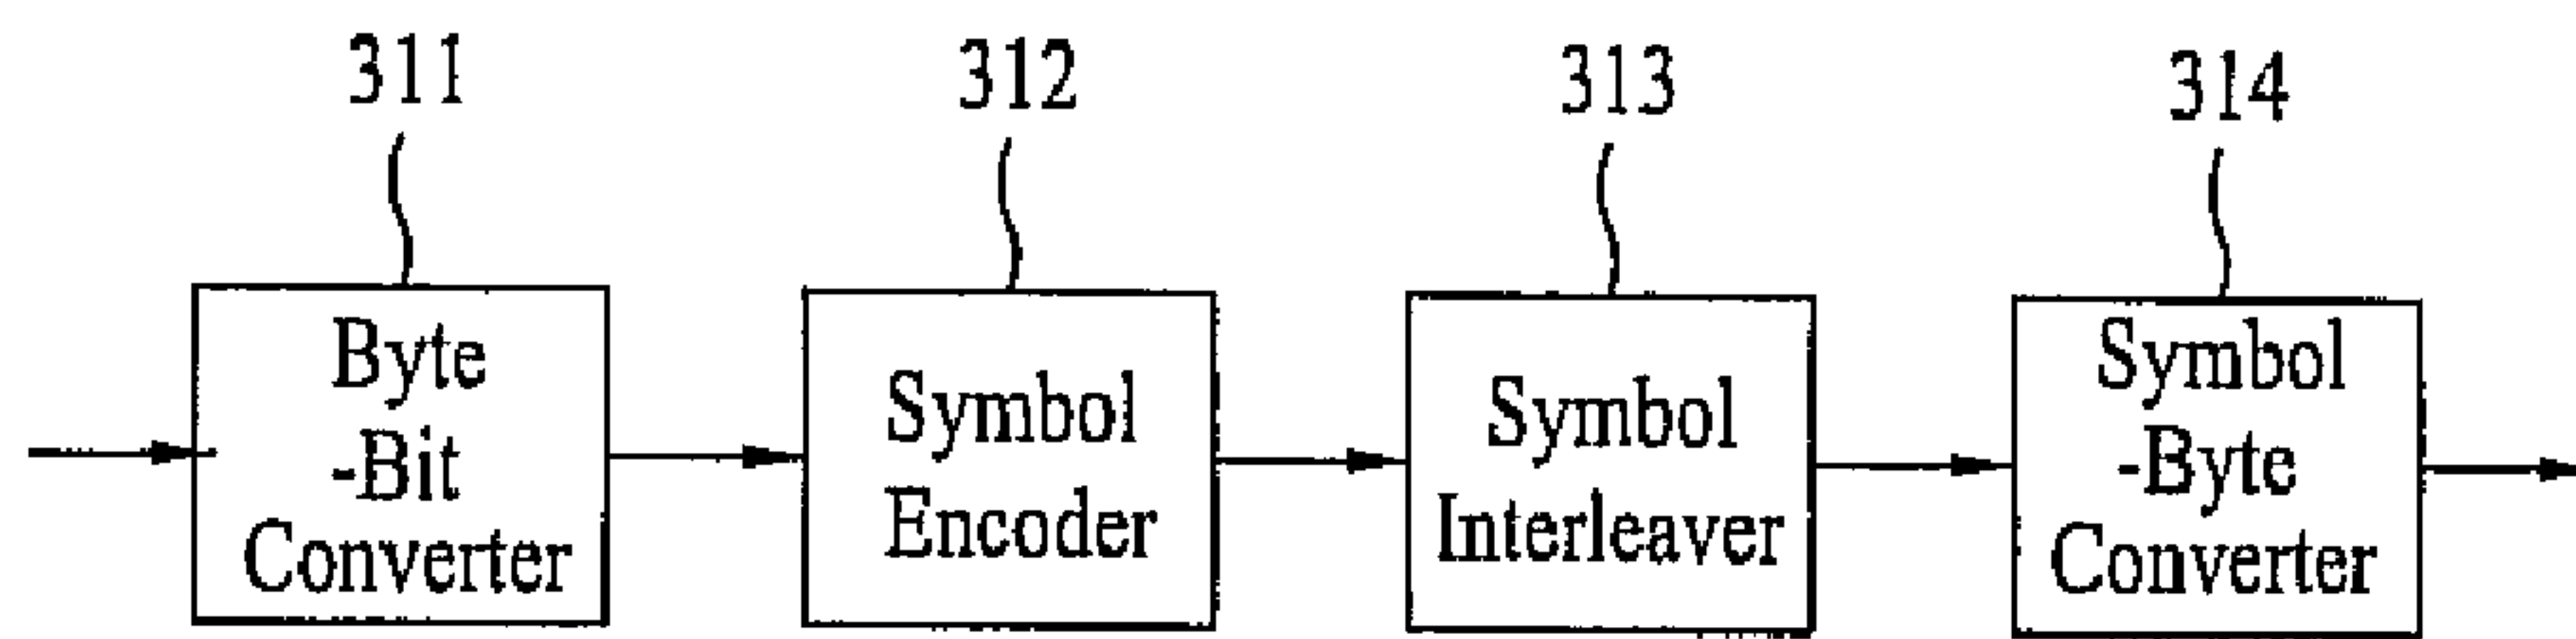 311
312
313
314
Byte
-Bit
Converter
Symbol
Encoder
Symbol
Interleaver
Symbol
-Byte
Converter